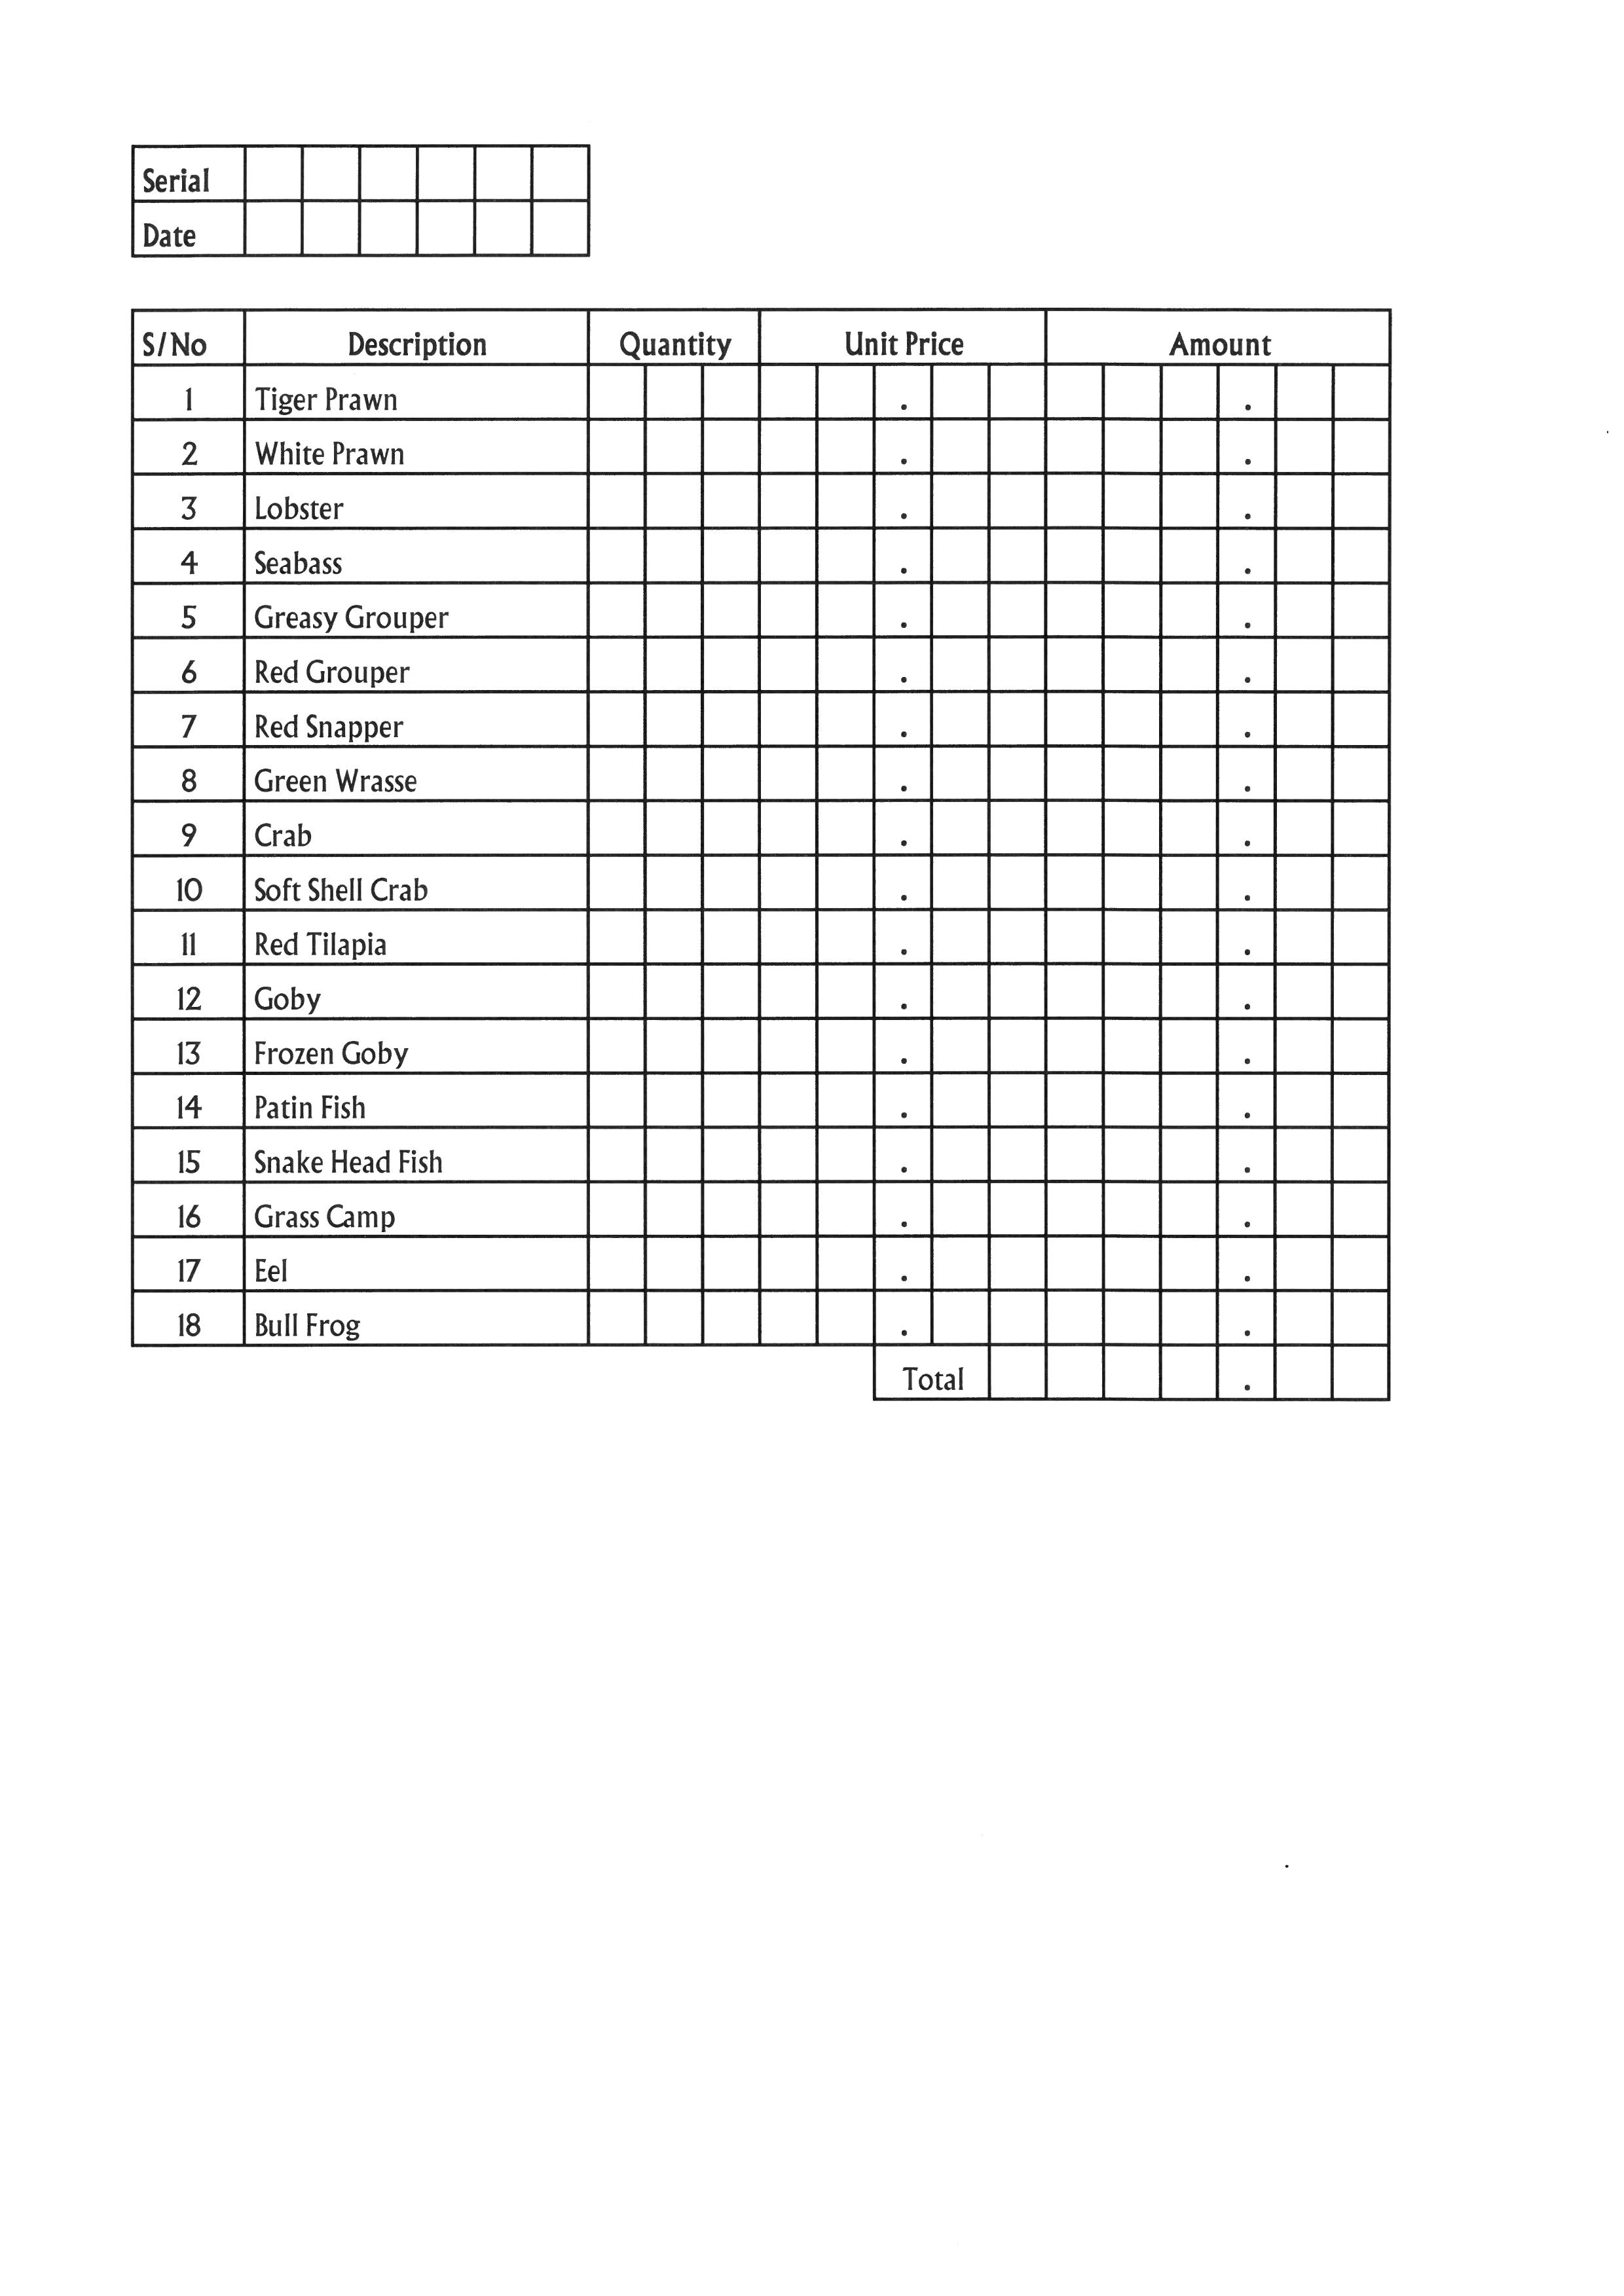 Serial
Date
S/No Description Quantity Unit Price Amount
1 Tiger Prawn . .
2 White Prawn . .
3 Lobster . .
4 Seabass . .
5 Greasy Grouper . .
6 Red Grouper . .
7 Red Snapper . .
8 Green Wrasse . .
9 Crab . .
10 Soft Shell Crab . .
11 Red Tilapia . .
12 Goby . .
13 Frozen Goby . .
14 Patin Fish . .
15 Snake Head Fish . .
16 Grass Camp . .
17 Eel . .
18 Bull Frog . .
Total .